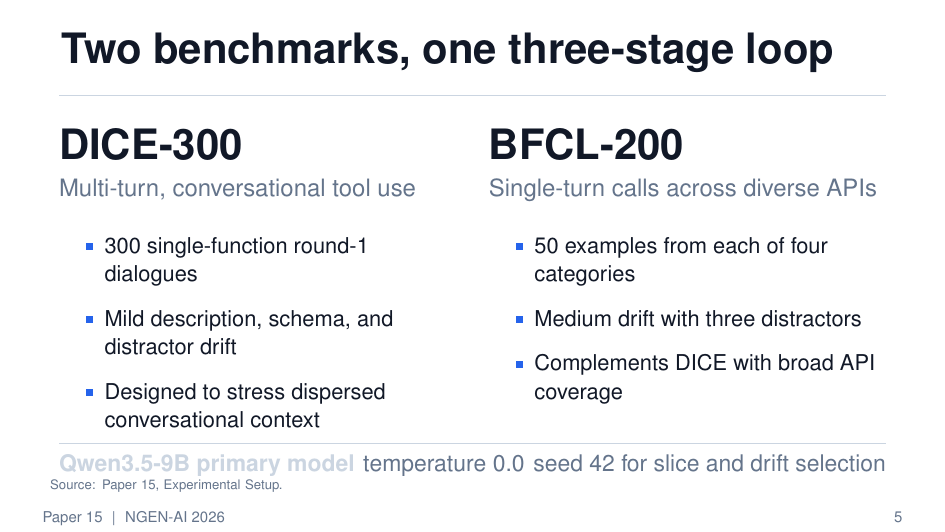 Two benchmarks, one three-stage loop
DICE-300
Multi-turn, conversational tool use
300 single-function round-1
dialogues
Mild description, schema, and
distractor drift
Designed to stress dispersed
conversational context
BFCL-200
Single-turn calls across diverse APIs
50 examples from each of four
categories
Medium drift with three distractors
Complements DICE with broad API
coverage
Qwen3.5-9B primary model temperature 0.0 seed 42 for slice and drift selection
Source: Paper 15, Experimental Setup.
Paper 15 | NGEN-AI 2026
5